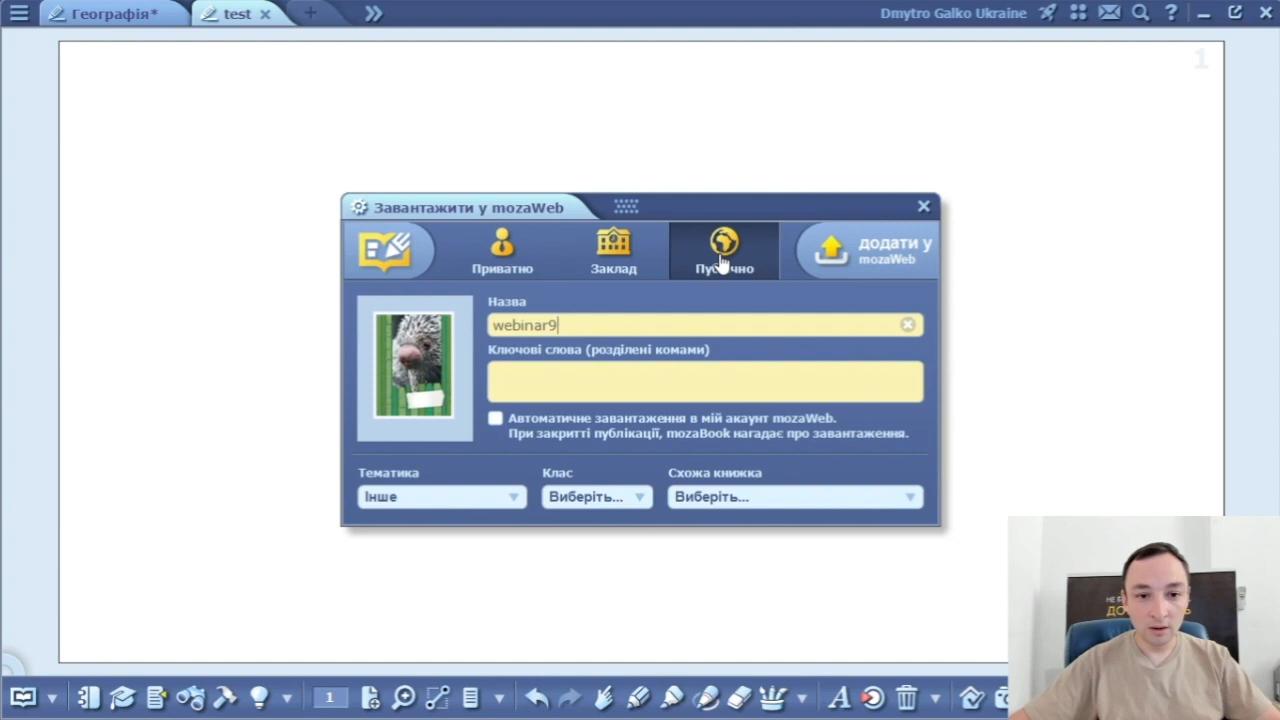 Географія*
test
Dmytro Galko Ukraine
1
Завантажити у mozaWeb
Приватно
Заклад
додати у
mozaWeb
Назва
webinar9
Ключові слова (розділені комами)
Автоматичне завантаження в мій акаунт mozaWeb.
При закритті публікації, mozaBook нагадає про завантаження.
Тематика
Клас
Схожа книжка
Інше
Виберіть...
Виберіть...
1